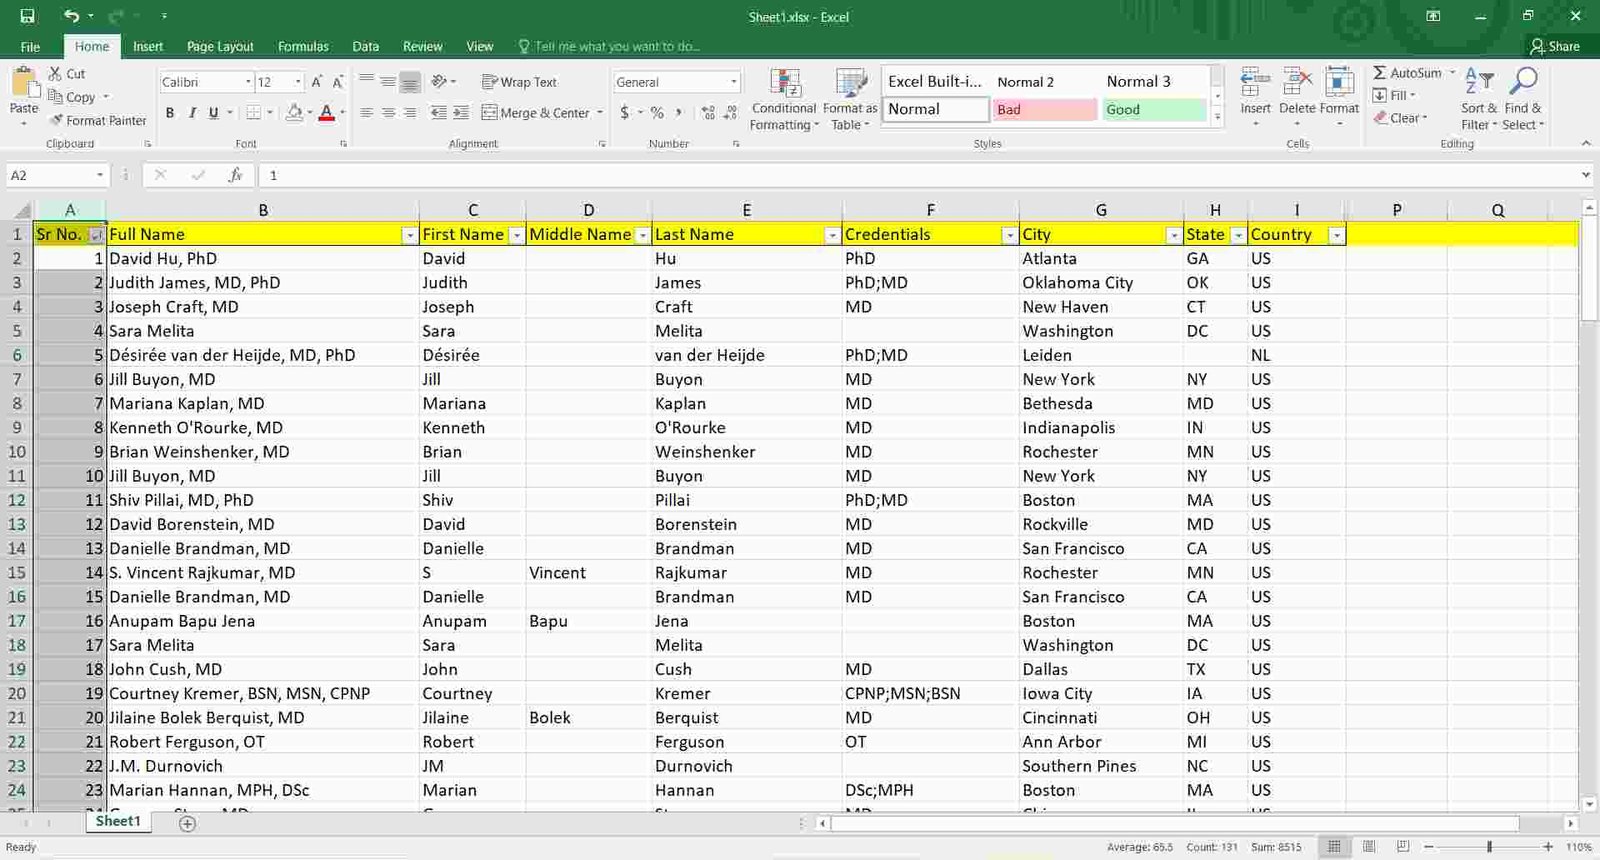 Sheet1.xlsx - Excel
File Home Insert Page Layout Formulas Data Review View Tell me what you want to do... Share
Paste Cut Calibri 12 Wrap Text General Excel Built-i... Normal 2 Normal 3 Insert Delete Format AutoSum Sort & Filter Find & Select
Copy Merge & Center Conditional Formatting Format as Table Normal Bad Good Fill
Format Painter B I U A $ % Clear
Clipboard Font Alignment Number Styles Cells Editing
A2 fx 1
A B C D E F G H I P Q
1 Sr No. Full Name First Name Middle Name Last Name Credentials City State Country
2 1 David Hu, PhD David Hu PhD Atlanta GA US
3 2 Judith James, MD, PhD Judith James PhD;MD Oklahoma City OK US
4 3 Joseph Craft, MD Joseph Craft MD New Haven CT US
5 4 Sara Melita Sara Melita Washington DC US
6 5 Désirée van der Heijde, MD, PhD Désirée van der Heijde PhD;MD Leiden NL
7 6 Jill Buyon, MD Jill Buyon MD New York NY US
8 7 Mariana Kaplan, MD Mariana Kaplan MD Bethesda MD US
9 8 Kenneth O'Rourke, MD Kenneth O'Rourke MD Indianapolis IN US
10 9 Brian Weinshenker, MD Brian Weinshenker MD Rochester MN US
11 10 Jill Buyon, MD Jill Buyon MD New York NY US
12 11 Shiv Pillai, MD, PhD Shiv Pillai PhD;MD Boston MA US
13 12 David Borenstein, MD David Borenstein MD Rockville MD US
14 13 Danielle Brandman, MD Danielle Brandman MD San Francisco CA US
15 14 S. Vincent Rajkumar, MD S Vincent Rajkumar MD Rochester MN US
16 15 Danielle Brandman, MD Danielle Brandman MD San Francisco CA US
17 16 Anupam Bapu Jena Anupam Bapu Jena Boston MA US
18 17 Sara Melita Sara Melita Washington DC US
19 18 John Cush, MD John Cush MD Dallas TX US
20 19 Courtney Kremer, BSN, MSN, CPNP Courtney Kremer CPNP;MSN;BSN Iowa City IA US
21 20 Jilaine Bolek Berquist, MD Jilaine Bolek Berquist MD Cincinnati OH US
22 21 Robert Ferguson, OT Robert Ferguson OT Ann Arbor MI US
23 22 J.M. Durnovich JM Durnovich Southern Pines NC US
24 23 Marian Hannan, MPH, DSc Marian Hannan DSc;MPH Boston MA US
Sheet1
Ready Average: 65.5 Count: 131 Sum: 8515 110%